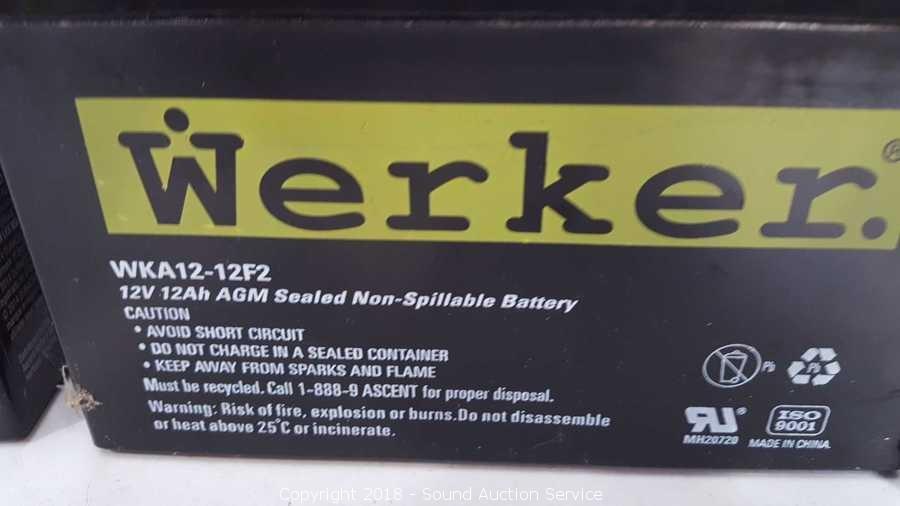 Werker.®
WKA12-12F2
12V 12Ah AGM Sealed Non-Spillable Battery
CAUTION
• AVOID SHORT CIRCUIT
• DO NOT CHARGE IN A SEALED CONTAINER
• KEEP AWAY FROM SPARKS AND FLAME
Must be recycled. Call 1-888-9 ASCENT for proper disposal.
Warning: Risk of fire, explosion or burns.Do not disassemble
or heat above 25°C or incinerate.
Pb
Pb
RU®
MH20720
ISO
9001
MADE IN CHINA
Copyright 2018 - Sound Auction Service